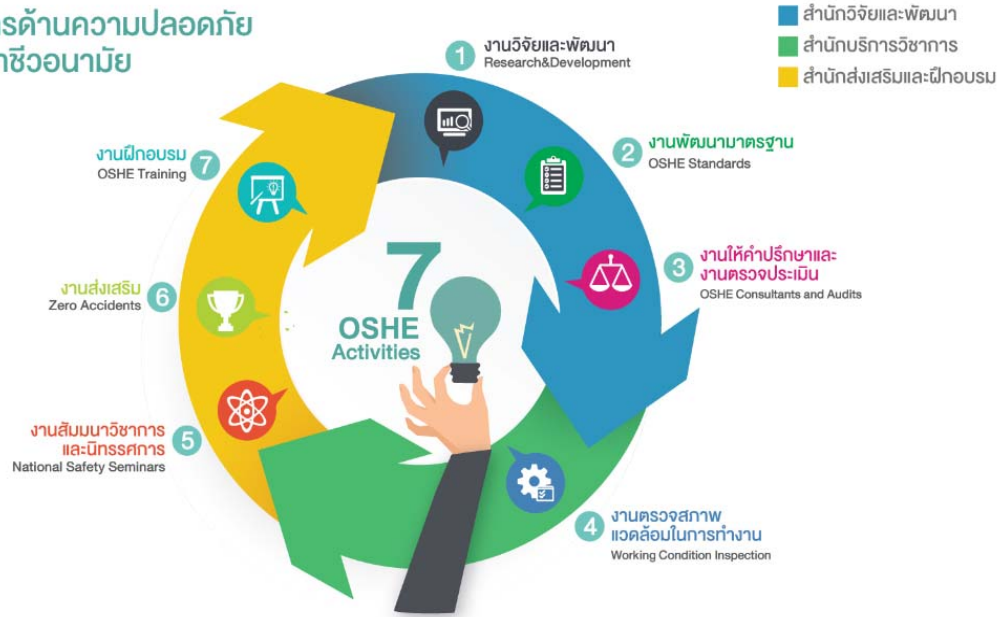 ด้านความปลอดภัย
ชีวอนามัย
สำนักวิจัยและพัฒนา
สำนักบริการวิชาการ
สำนักส่งเสริมและฝึกอบรม
1
งานวิจัยและพัฒนา
Research&Development
2
งานพัฒนามาตรฐาน
OSHE Standards
3
งานให้คำปรึกษาและ
งานตรวจประเมิน
OSHE Consultants and Audits
4
งานตรวจสภาพ
แวดล้อมในการทำงาน
Working Condition Inspection
งานสัมมนาวิชาการ
และนิทรรศการ
5
National Safety Seminars
งานส่งเสริม
6
Zero Accidents
งานฝึกอบรม
7
OSHE Training
7
OSHE
Activities